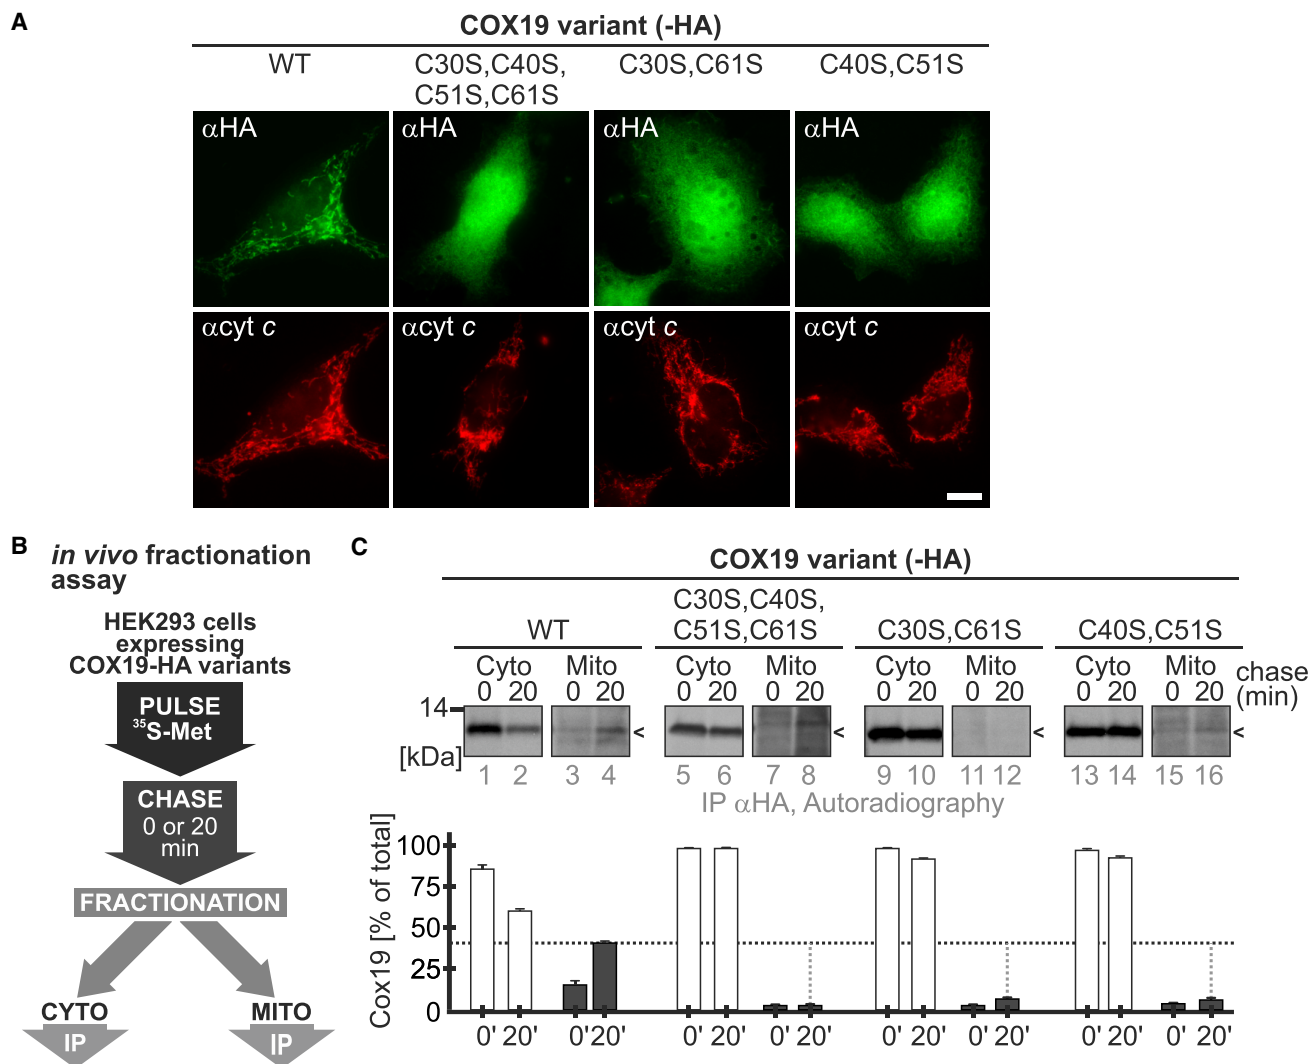 A
COX19 variant (-HA)
WT
C30S,C40S,
C51S,C61S
C30S,C61S
C40S,C51S
αHA
αHA
αHA
αHA
αcyt c
αcyt c
αcyt c
αcyt c
B
in vivo fractionation
assay
HEK293 cells
expressing
COX19-HA variants
PULSE
³⁵S-Met
CHASE
0 or 20
min
FRACTIONATION
CYTO
IP
MITO
IP
C
COX19 variant (-HA)
WT
C30S,C40S,
C51S,C61S
C30S,C61S
C40S,C51S
Cyto Mito Cyto Mito Cyto Mito Cyto Mito chase
0 20 0 20 0 20 0 20 0 20 0 20 0 20 0 20 (min)
14
< < < <
[kDa]
1 2 3 4 5 6 7 8 9 10 11 12 13 14 15 16
IP αHA, Autoradiography
Cox19 [% of total]
100
75
50
25
0
0' 20' 0' 20' 0' 20' 0' 20' 0' 20' 0' 20' 0' 20' 0' 20'